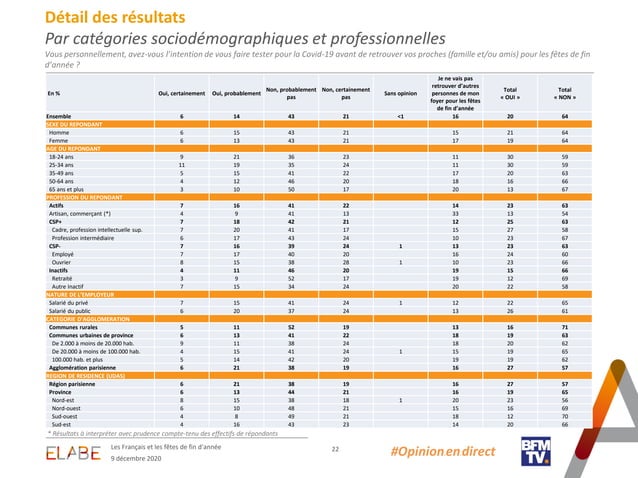 Détail des résultats
Par catégories sociodémographiques et professionnelles
Vous personnellement, avez-vous l'intention de vous faire tester pour la Covid-19 avant de retrouver vos proches (famille et/ou amis) pour les fêtes de fin
d'année ?
En % Oui, certainement Oui, probablement Non, probablement pas Non, certainement pas Sans opinion Je ne vais pas retrouver d'autres personnes de mon foyer pour les fêtes de fin d'année Total « OUI » Total « NON »
Ensemble 6 14 43 21 <1 16 20 64
SEXE DU REPONDANT
Homme 6 15 43 21 15 21 64
Femme 6 13 43 21 17 19 64
AGE DU REPONDANT
18-24 ans 9 21 36 23 11 30 59
25-34 ans 11 19 35 24 11 30 59
35-49 ans 5 15 41 22 17 20 63
50-64 ans 4 12 46 20 18 16 66
65 ans et plus 3 10 50 17 20 13 67
PROFESSION DU REPONDANT
Actifs 7 16 41 22 14 23 63
Artisan, commerçant (*) 4 9 41 13 33 13 54
CSP+ 7 18 42 21 12 25 63
Cadre, profession intellectuelle sup. 7 20 41 17 15 27 58
Profession intermédiaire 6 17 43 24 10 23 67
CSP- 7 16 39 24 1 13 23 63
Employé 7 17 40 20 16 24 60
Ouvrier 8 15 38 28 1 10 23 66
Inactifs 4 11 46 20 19 15 66
Retraité 3 9 52 17 19 12 69
Autre Inactif 7 15 34 24 20 22 58
NATURE DE L'EMPLOYEUR
Salarié du privé 7 15 41 24 1 12 22 65
Salarié du public 6 20 37 24 13 26 61
CATEGORIE D'AGGLOMERATION
Communes rurales 5 11 52 19 13 16 71
Communes urbaines de province 6 13 41 22 18 19 63
De 2.000 à moins de 20.000 hab. 9 11 38 24 18 20 62
De 20.000 à moins de 100.000 hab. 4 15 41 24 1 15 19 65
100.000 hab. et plus 5 14 42 20 19 19 62
Agglomération parisienne 6 21 38 19 16 27 57
REGION DE RESIDENCE (UDA5)
Région parisienne 6 21 38 19 16 27 57
Province 6 13 44 21 16 19 65
Nord-est 8 15 38 18 1 20 23 56
Nord-ouest 6 10 48 21 15 16 69
Sud-ouest 4 8 49 21 18 12 70
Sud-est 4 16 43 23 14 20 66
* Résultats à interpréter avec prudence compte-tenu des effectifs de répondants
ELABE
Les Français et les fêtes de fin d'année
9 décembre 2020
22
#Opinion en direct
BFM
TV.